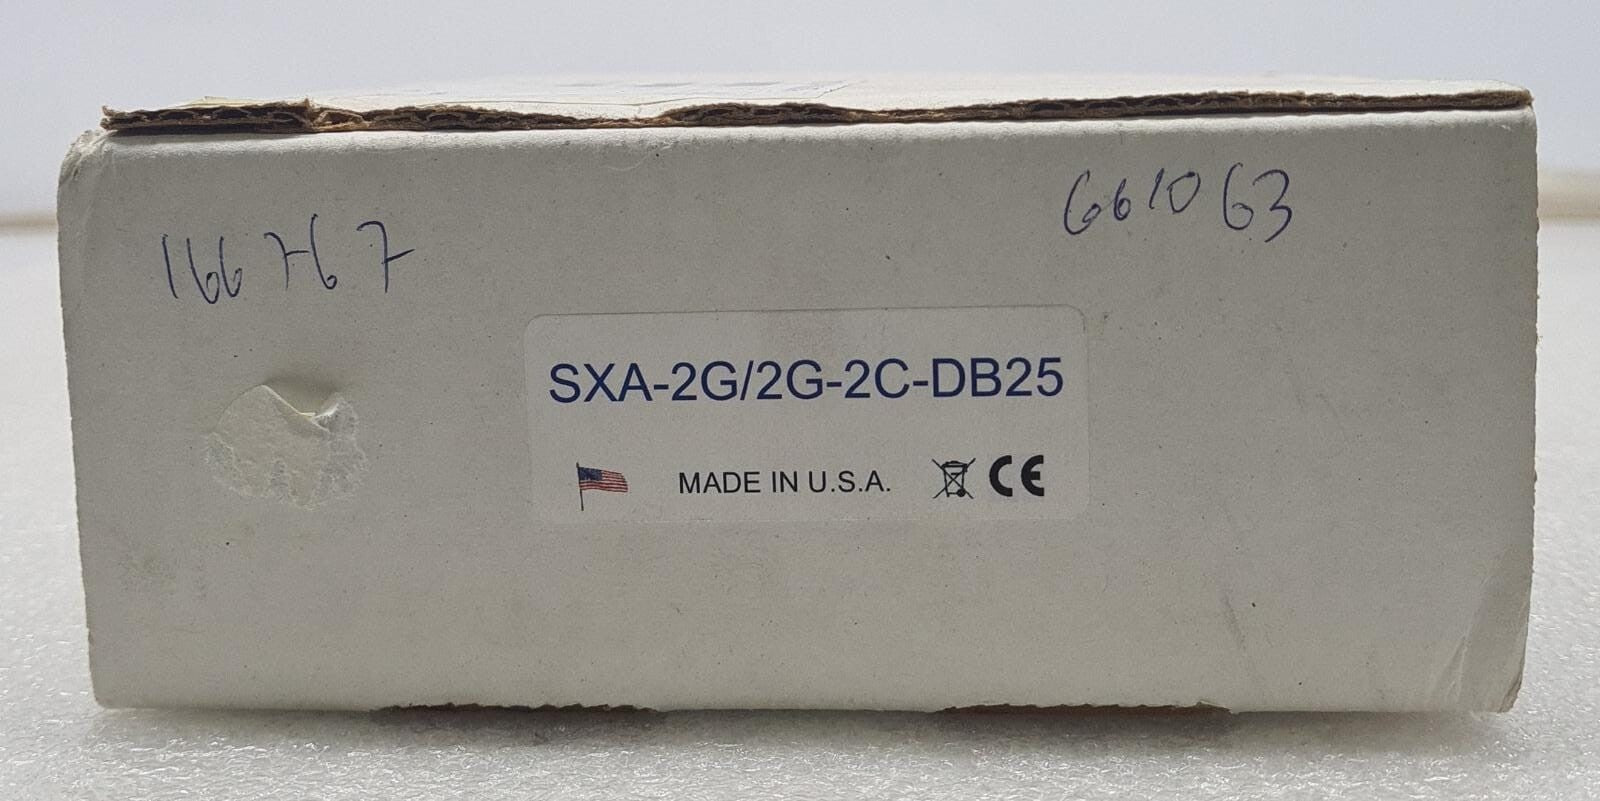 166767
661063
SXA-2G/2G-2C-DB25
MADE IN U.S.A. CE